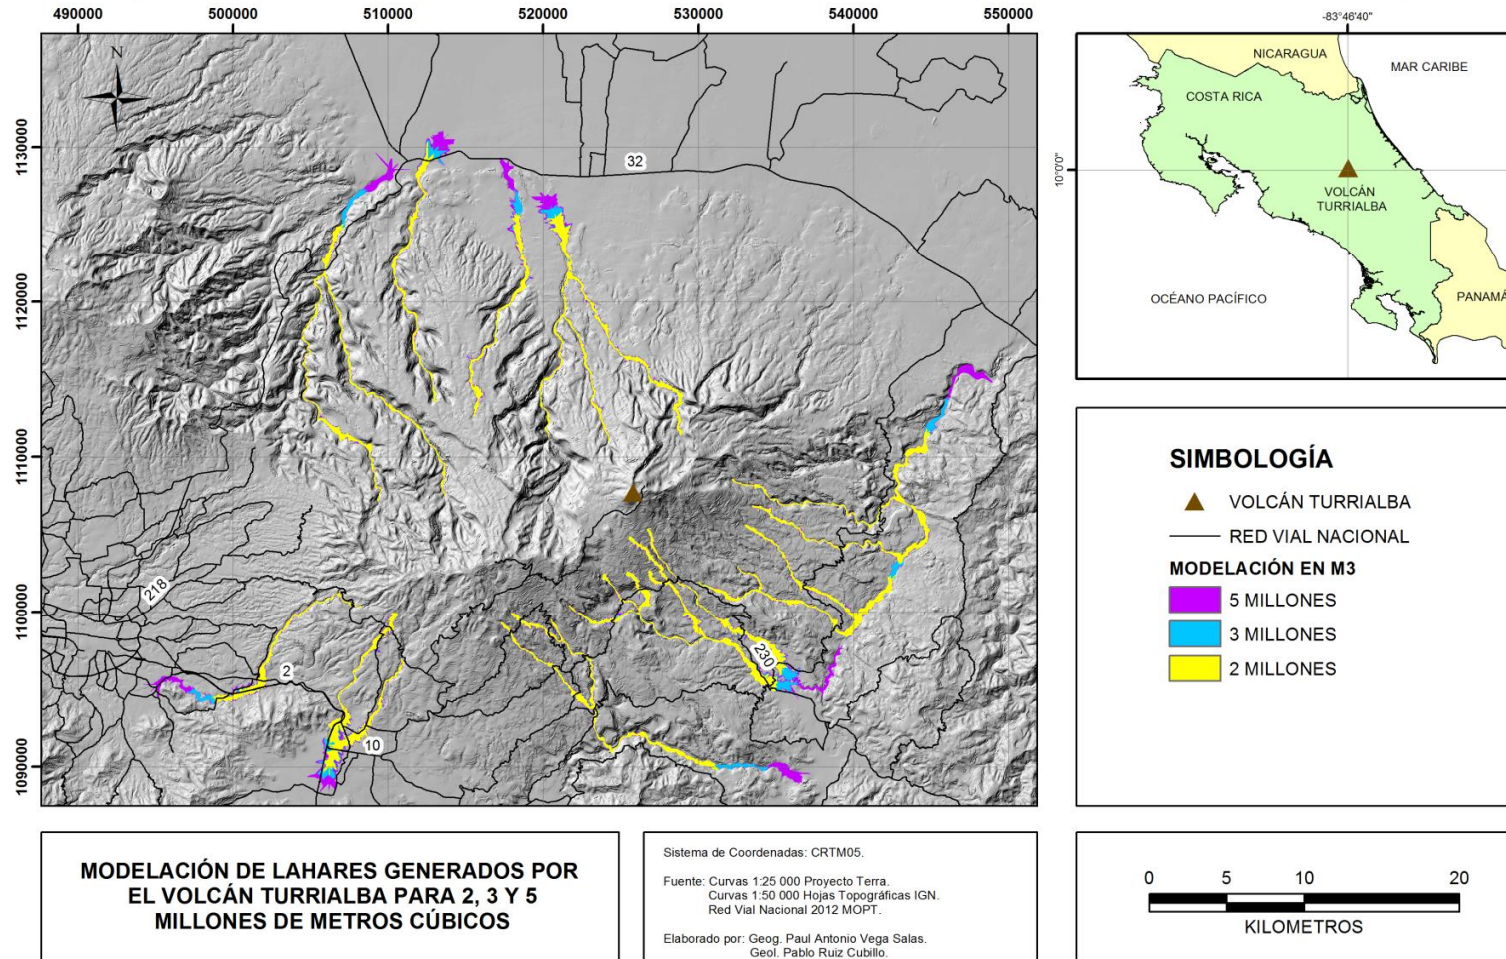 490000
500000
510000
520000
530000
540000
550000
-83°46'40"
N
1130000
1120000
1100000
1100000
1100000
1090000
32
218
2
10
230
NICARAGUA
MAR CARIBE
COSTA RICA
10°0'0"
VOLCÁN
TURRIALBA
OCÉANO PACÍFICO
PANAMÁ
SIMBOLOGÍA
VOLCÁN TURRIALBA
RED VIAL NACIONAL
MODELACIÓN EN M3
5 MILLONES
3 MILLONES
2 MILLONES
MODELACIÓN DE LAHARES GENERADOS POR
EL VOLCÁN TURRIALBA PARA 2, 3 Y 5
MILLONES DE METROS CÚBICOS
Sistema de Coordenadas: CRTM05.
Fuente: Curvas 1:25 000 Proyecto Terra.
Curvas 1:50 000 Hojas Topográficas IGN.
Red Vial Nacional 2012 MOPT.
Elaborado por: Geog. Paul Antonio Vega Salas.
Geol. Pablo Ruiz Cubillo.
0 5 10 20
KILOMETROS